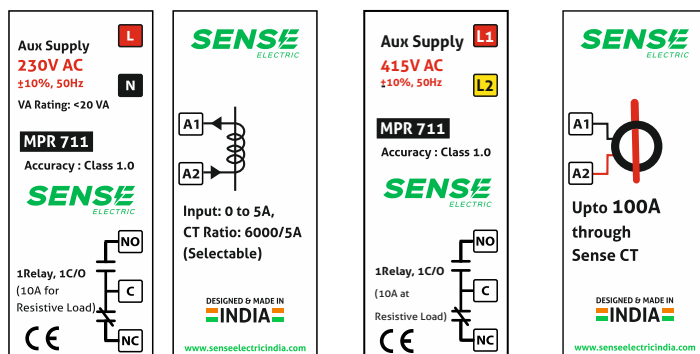 Aux Supply
230V AC
±10%, 50Hz
VA Rating: <20 VA
L
N
MPR 711
Accuracy : Class 1.0
SENSE
ELECTRIC
NO
1Relay, 1C/O
(10A for
Resistive Load)
C
NC
CE
SENSE
ELECTRIC
A1
A2
Input: 0 to 5A,
CT Ratio: 6000/5A
(Selectable)
DESIGNED & MADE IN
INDIA
www.senseelectricindia.com
Aux Supply
415V AC
±10%, 50Hz
L1
L2
MPR 711
Accuracy : Class 1.0
SENSE
ELECTRIC
NO
1Relay, 1C/O
(10A at
Resistive Load)
C
NC
CE
SENSE
ELECTRIC
A1
A2
Upto 100A
through
Sense CT
DESIGNED & MADE IN
INDIA
www.senseelectricindia.com